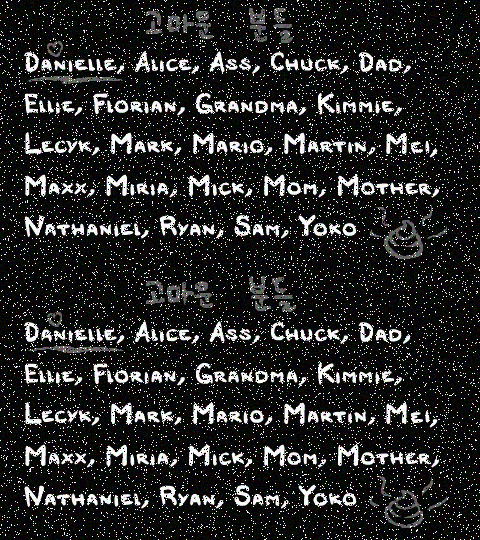 고마운 분들
Danielle, Alice, Ass, Chuck, Dad,
Ellie, Florian, Grandma, Kimmie,
Lecyk, Mark, Mario, Martin, Mei,
Maxx, Miria, Mick, Mom, Mother,
Nathaniel, Ryan, Sam, Yoko
고마운 분들
Danielle, Alice, Ass, Chuck, Dad,
Ellie, Florian, Grandma, Kimmie,
Lecyk, Mark, Mario, Martin, Mei,
Maxx, Miria, Mick, Mom, Mother,
Nathaniel, Ryan, Sam, Yoko